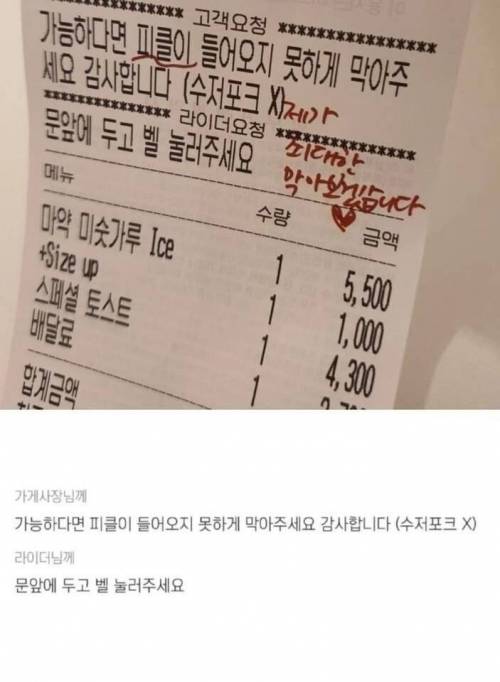 **************** 고객요청 ****************
가능하다면 피클이 들어오지 못하게 막아주
세요 감사합니다 (수저포크 X)
제가
**************** 라이더요청 ****************
문앞에 두고 벨 눌러주세요
최대한
막아보겠습니다
메뉴 수량 금액
마약 미숫가루 Ice 1 5,500
+Size up 1 1,000
스페셜 토스트 1 4,300
배달료 1
합계금액
가게사장님께
가능하다면 피클이 들어오지 못하게 막아주세요 감사합니다 (수저포크 X)
라이더님께
문앞에 두고 벨 눌러주세요